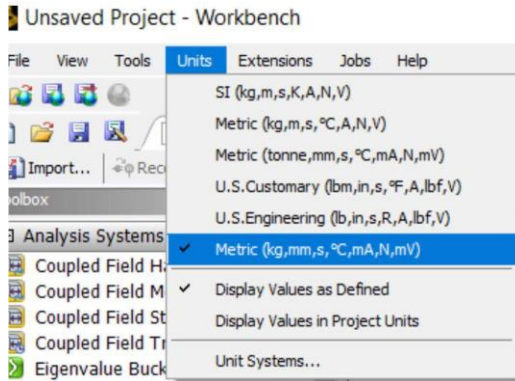 Unsaved Project - Workbench
File View Tools Units Extensions Jobs Help
SI (kg,m,s,K,A,N,V)
Metric (kg,m,s,°C,A,N,V)
Metric (tonne,mm,s,°C,mA,N,mV)
Import...
U.S.Customary (lbm,in,s,°F,A,lbf,V)
U.S.Engineering (lb,in,s,R,A,lbf,V)
Analysis Systems
Metric (kg,mm,s,°C,mA,N,mV)
Coupled Field
Coupled Field
Display Values as Defined
Coupled Field
Display Values in Project Units
Coupled Field
Eigenvalue Buck
Unit Systems...